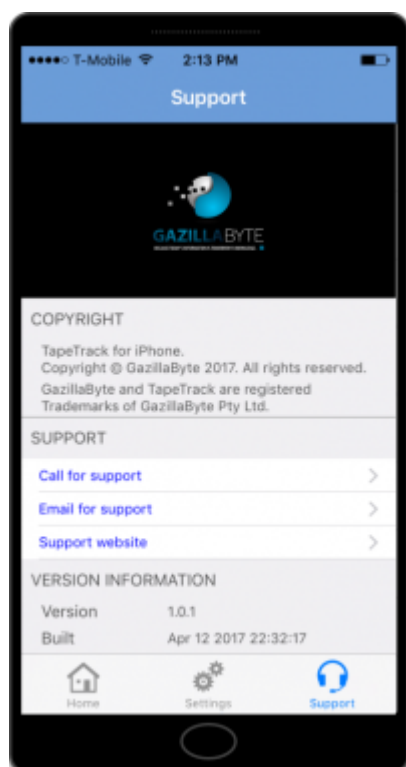 T-Mobile 2:13 PM
Support
GAZILLABYTE
COPYRIGHT
TapeTrack for iPhone.
Copyright © GazillaByte 2017. All rights reserved.
GazillaByte and TapeTrack are registered
Trademarks of GazillaByte Pty Ltd.
SUPPORT
Call for support
Email for support
Support website
VERSION INFORMATION
Version 1.0.1
Built Apr 12 2017 22:32:17
Home Settings Support